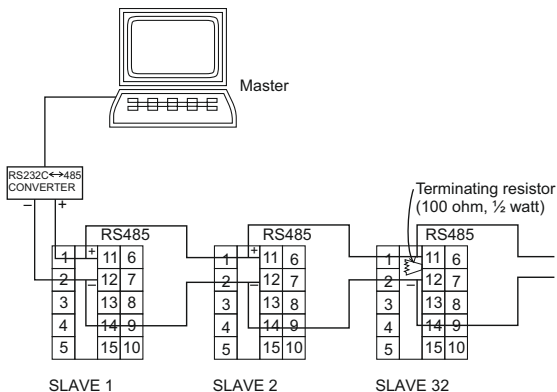 Master
RS232C↔485
CONVERTER
− +
Terminating resistor
(100 ohm, ½ watt)
RS485 RS485 RS485
1 + 11 6 1 + 11 6 1 11 6
2 − 12 7 2 − 12 7 2 − 12 7
3 13 8 3 13 8 3 13 8
4 14 9 4 14 9 4 14 9
5 15 10 5 15 10 5 15 10
SLAVE 1 SLAVE 2 SLAVE 32